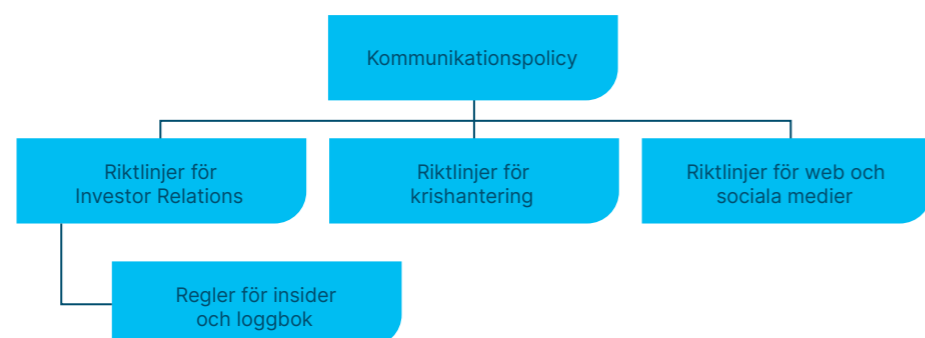 Kommunikationspolicy
Riktlinjer för
Investor Relations
Riktlinjer för
krishantering
Riktlinjer för web och
sociala medier
Regler för insider
och loggbok